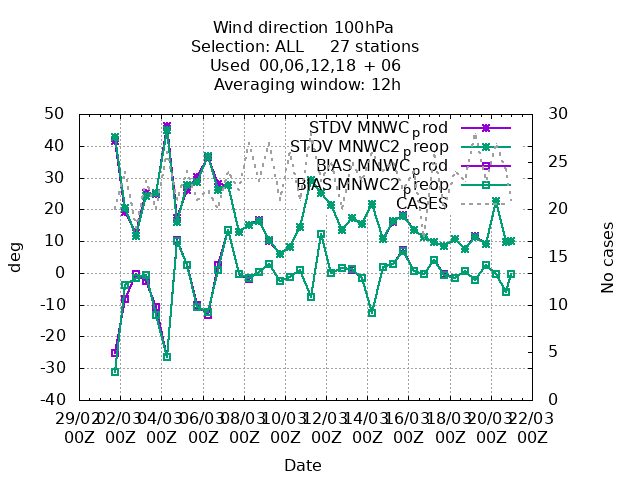 Wind direction 100hPa
Selection: ALL 27 stations
Used 00,06,12,18 + 06
Averaging window: 12h
50 40 30 20 10 0 -10 -20 -30 -40
deg
STDV MNWC_prod
STDV MNWC2_preop
BIAS MNWC_prod
BIAS MNWC2_preop
CASES
30 25 20 15 10 5 0
No cases
29/02 02/03 04/03 06/03 08/03 10/03 12/03 14/03 16/03 18/03 20/03 22/03
00Z 00Z 00Z 00Z 00Z 00Z 00Z 00Z 00Z 00Z 00Z 00Z
Date